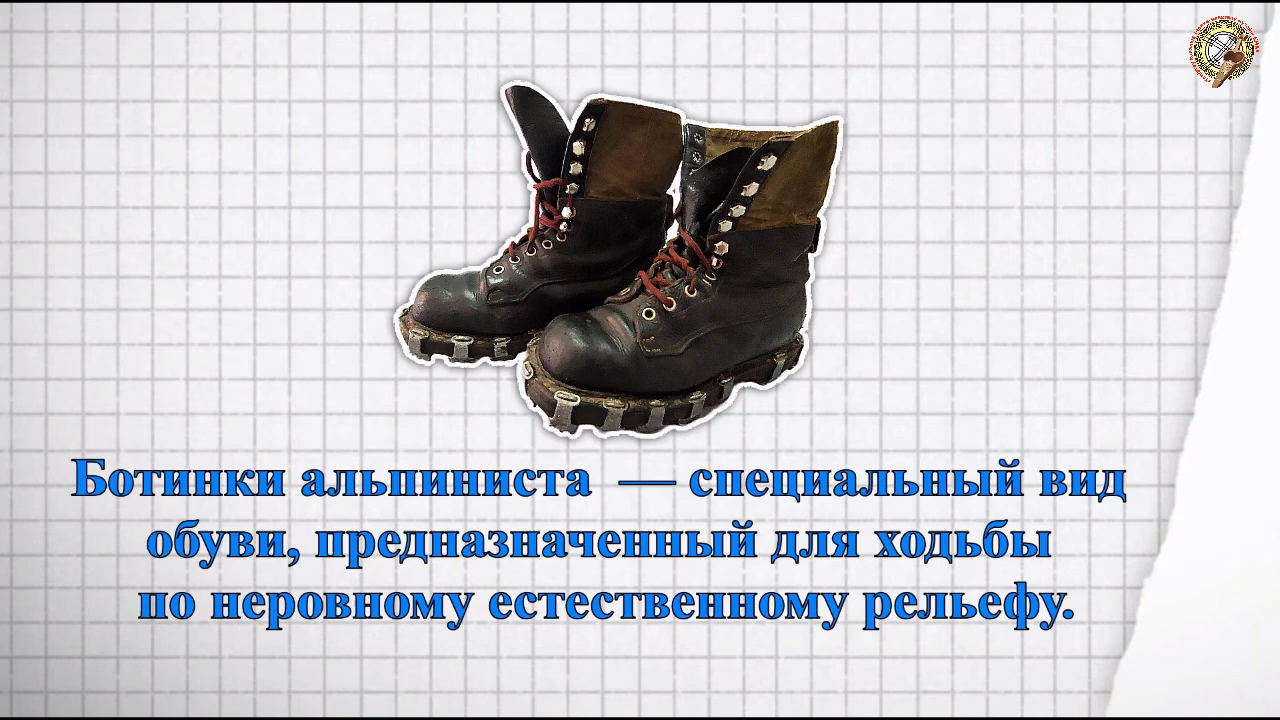 Ботинки альпиниста — специальный вид
обуви, предназначенный для ходьбы
по неровному естественному рельефу.